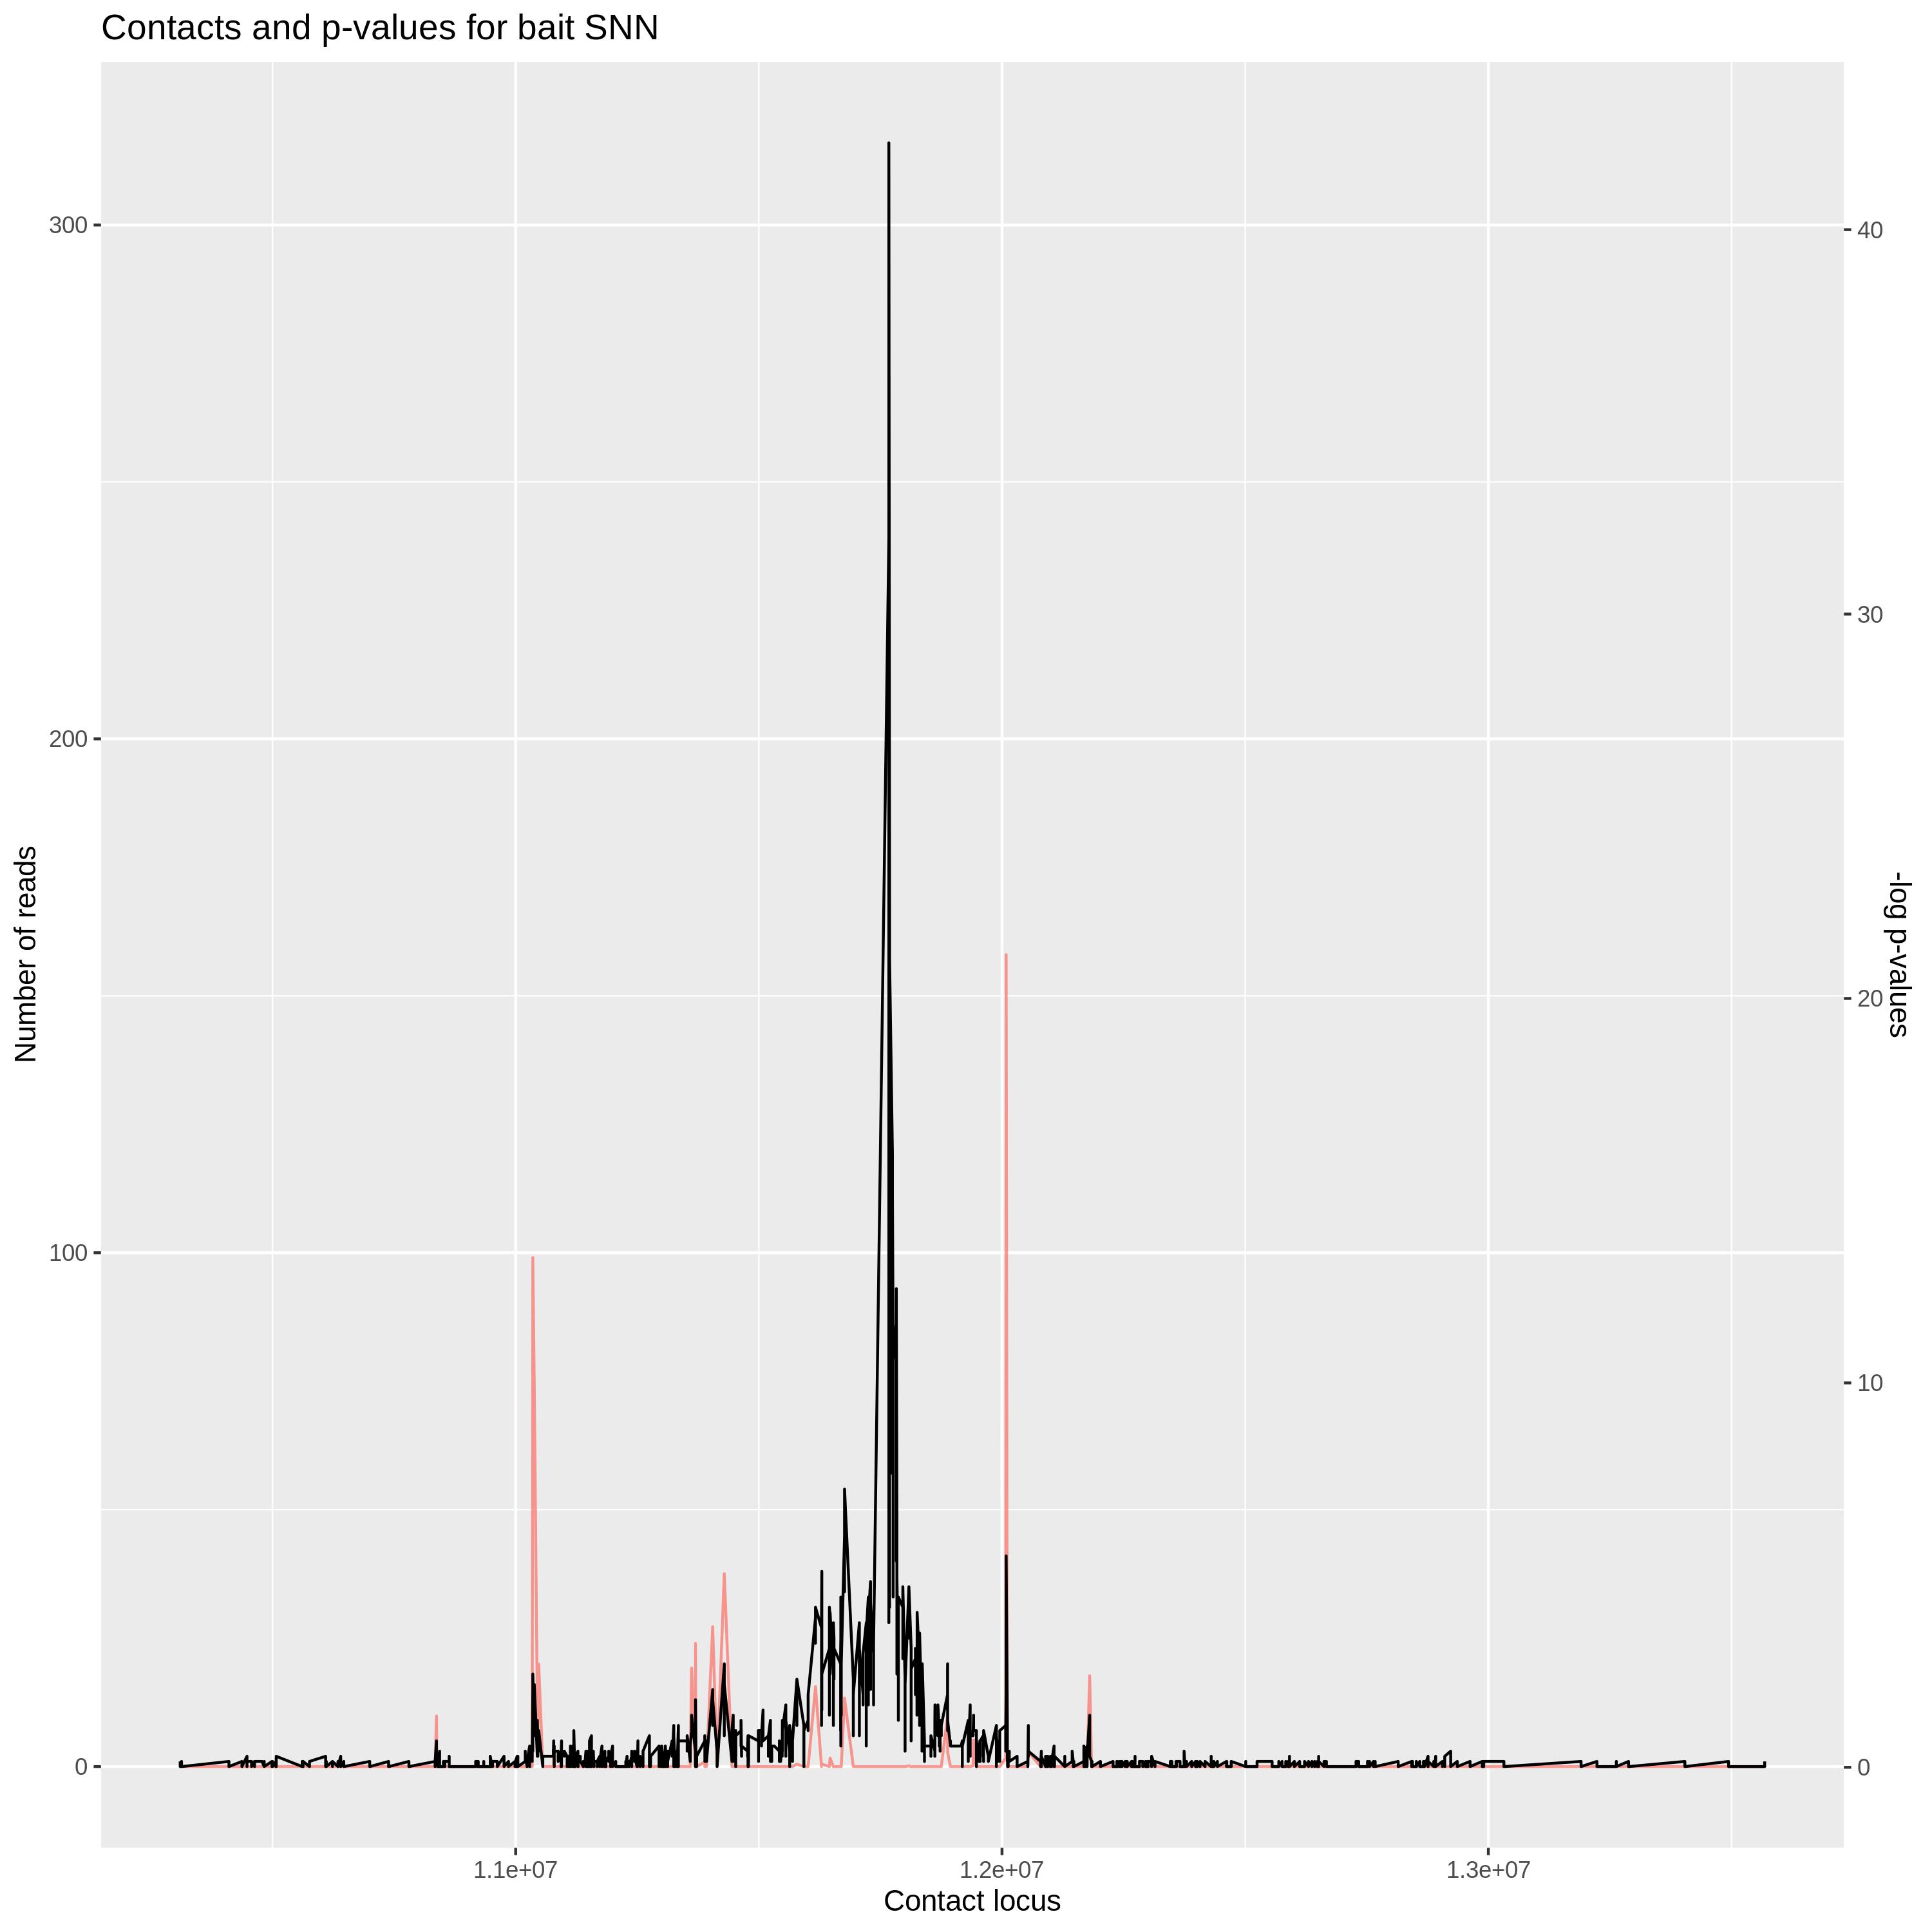 Contacts and p-values for bait SNN
300
200
100
0
Number of reads
40
30
20
10
0
-log p-values
1.1e+07
1.2e+07
1.3e+07
Contact locus